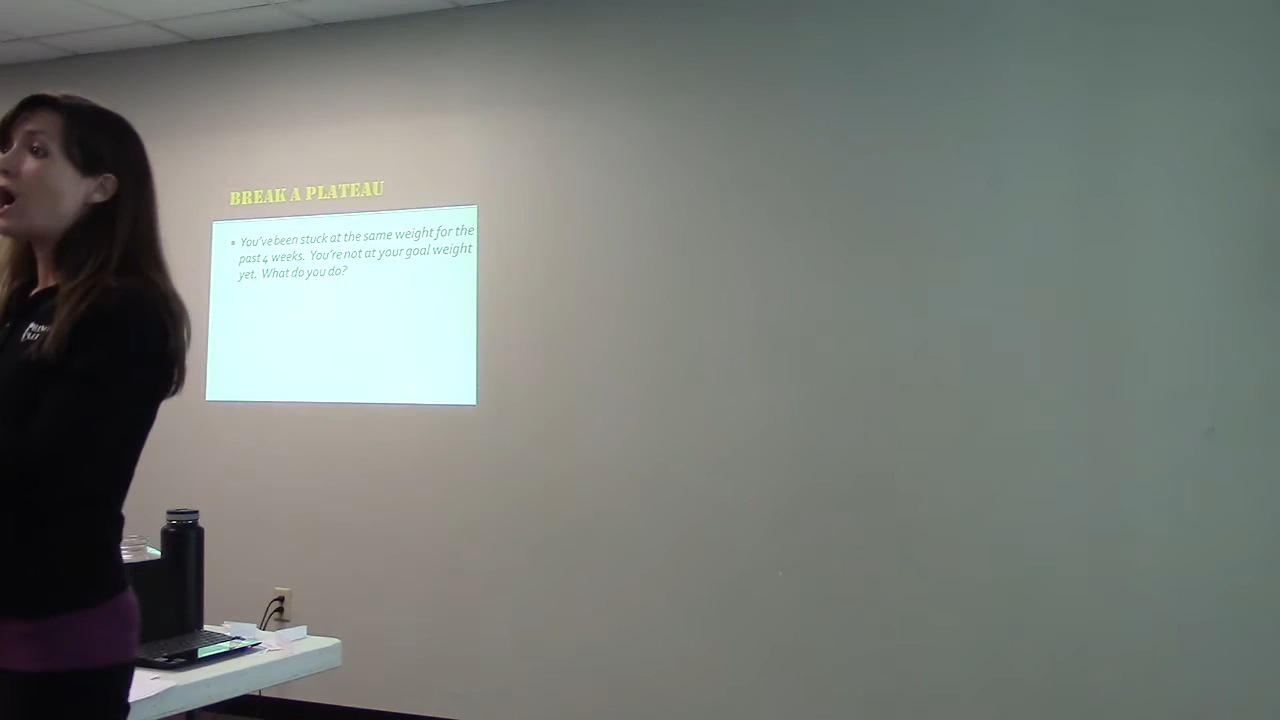 BREAK A PLATEAU
▪ You've been stuck at the same weight for the
past 4 weeks. You're not at your goal weight
yet. What do you do?